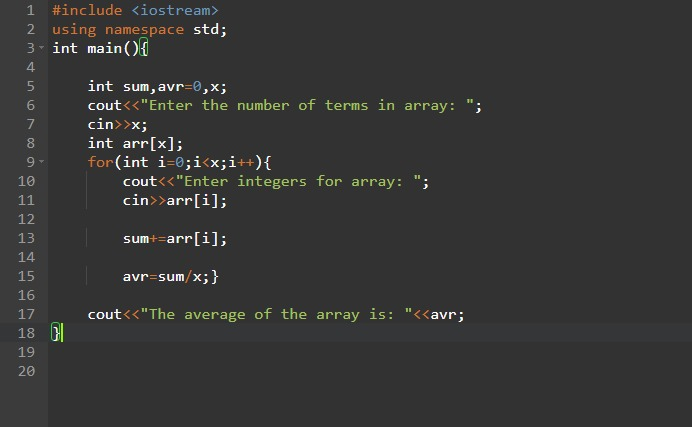 1 #include <iostream>
2 using namespace std;
3 int main(){
4
5 int sum,avr=0,x;
6 cout<<"Enter the number of terms in array: ";
7 cin>>x;
8 int arr[x];
9 for(int i=0;i<x;i++){
10 cout<<"Enter integers for array: ";
11 cin>>arr[i];
12
13 sum+=arr[i];
14
15 avr=sum/x;}
16
17 cout<<"The average of the array is: "<<avr;
18 }
19
20